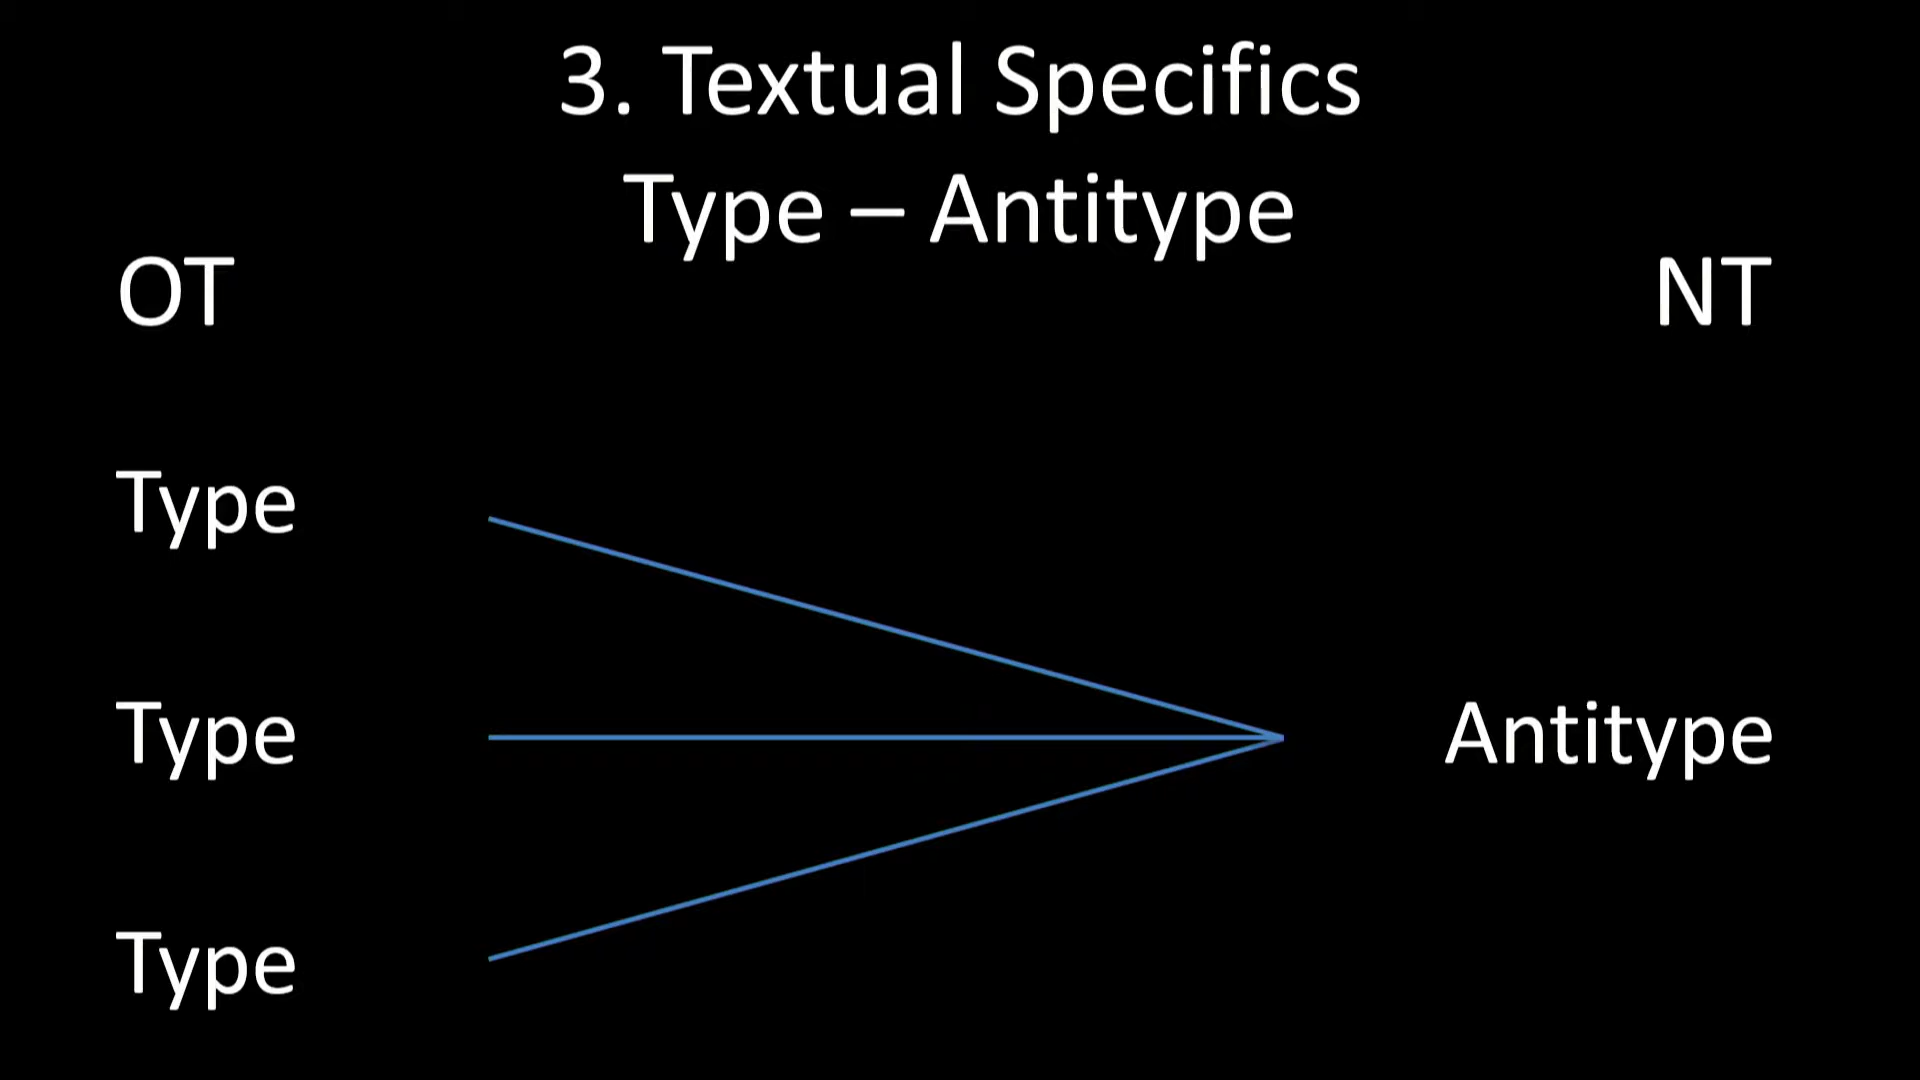 3. Textual Specifics
Type – Antitype
OT
NT
Type
Type
Antitype
Type